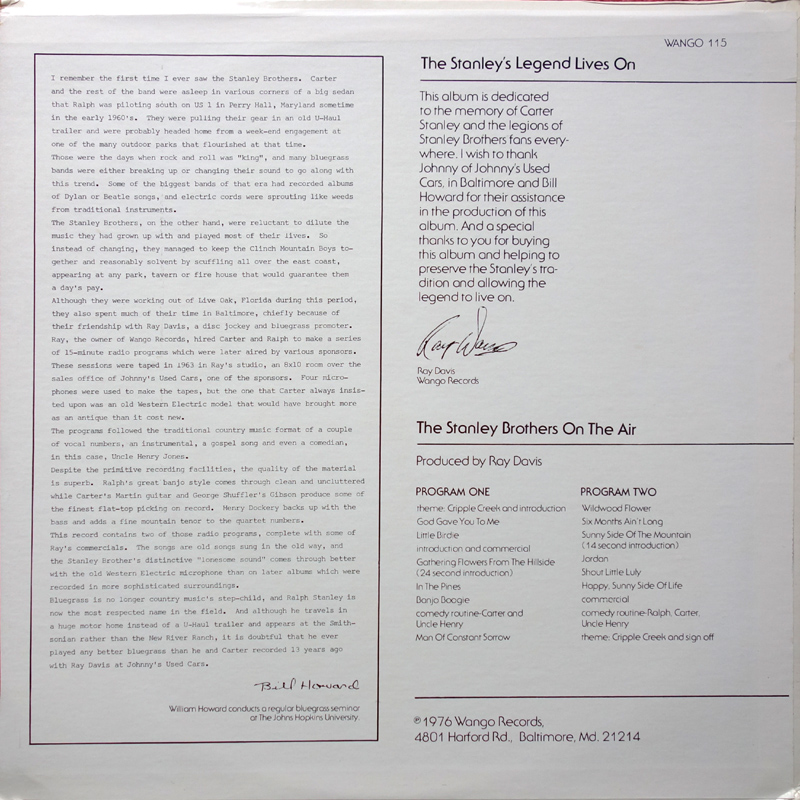 WANGO 115
I remember the first time I ever saw the Stanley Brothers. Carter
and the rest of the band were asleep in various corners of a big sedan
that Ralph was piloting south on US 1 in Perry Hall, Maryland sometime
in the early 1960's. They were pulling their gear in an old U-Haul
trailer and were probably headed home from a week-end engagement at
one of the many outdoor parks that flourished at that time.
Those were the days when rock and roll was "king", and many bluegrass
bands were either breaking up or changing their sound to go along with
this trend. Some of the biggest bands of that era had recorded albums
of Dylan or Beatle songs, and electric cords were sprouting like weeds
from traditional instruments.
The Stanley Brothers, on the other hand, were reluctant to dilute the
music they had grown up with and played most of their lives. So
instead of changing, they managed to keep the Clinch Mountain Boys to-
gether and reasonably solvent by scuffling all over the east coast,
appearing at any park, tavern or fire house that would guarantee them
a day's pay.
Although they were working out of Live Oak, Florida during this period,
they also spent much of their time in Baltimore, chiefly because of
their friendship with Ray Davis, a disc jockey and bluegrass promoter.
Ray, the owner of Wango Records, hired Carter and Ralph to make a series
of 15-minute radio programs which were later aired by various sponsors.
These sessions were taped in 1963 in Ray's studio, an 8x10 room over the
sales office of Johnny's Used Cars, one of the sponsors. Four micro-
phones were used to make the tapes, but the one that Carter always insis-
ted upon was an old Western Electric model that would have brought more
as an antique than it cost new.
The programs followed the traditional country music format of a couple
of vocal numbers, an instrumental, a gospel song and even a comedian,
in this case, Uncle Henry Jones.
Despite the primitive recording facilities, the quality of the material
is superb. Ralph's great banjo style comes through clean and uncluttered
while Carter's Martin guitar and George Shuffler's Gibson produce some of
the finest flat-top picking on record. Henry Dockery backs up with the
bass and adds a fine mountain tenor to the quartet numbers.
This record contains two of those radio programs, complete with some of
Ray's commercials. The songs are old songs sung in the old way, and
the Stanley Brother's distinctive "lonesome sound" comes through better
with the old Western Electric microphone than on later albums which were
recorded in more sophisticated surroundings.
Bluegrass is no longer country music's step-child, and Ralph Stanley is
now the most respected name in the field. And although he travels in
a huge motor home instead of a U-Haul trailer and appears at the Smith-
sonian rather than the New River Ranch, it is doubtful that he ever
played any better bluegrass than he and Carter recorded 13 years ago
with Ray Davis at Johnny's Used Cars.
Bill Howard
William Howard conducts a regular bluegrass seminar
at The Johns Hopkins University.
The Stanley's Legend Lives On
This album is dedicated
to the memory of Carter
Stanley and the legions of
Stanley Brothers fans every-
where. I wish to thank
Johnny of Johnny's Used
Cars, in Baltimore and Bill
Howard for their assistance
in the production of this
album. And a special
thanks to you for buying
this album and helping to
preserve the Stanley's tra-
dition and allowing the
legend to live on.
Ray Davis
Ray Davis
Wango Records
The Stanley Brothers On The Air
Produced by Ray Davis
PROGRAM ONE
theme: Cripple Creek and introduction
God Gave You To Me
Little Birdie
introduction and commercial
Gathering Flowers From The Hillside
(24 second introduction)
In The Pines
Banjo Boogie
comedy routine-Carter and
Uncle Henry
Man Of Constant Sorrow
PROGRAM TWO
Wildwood Flower
Six Months Ain't Long
Sunny Side Of The Mountain
(14 second introduction)
Jordan
Shout Little Luly
Happy, Sunny Side Of Life
commercial
comedy routine-Ralph, Carter,
Uncle Henry
theme: Cripple Creek and sign off
℗1976 Wango Records,
4801 Harford Rd., Baltimore, Md. 21214